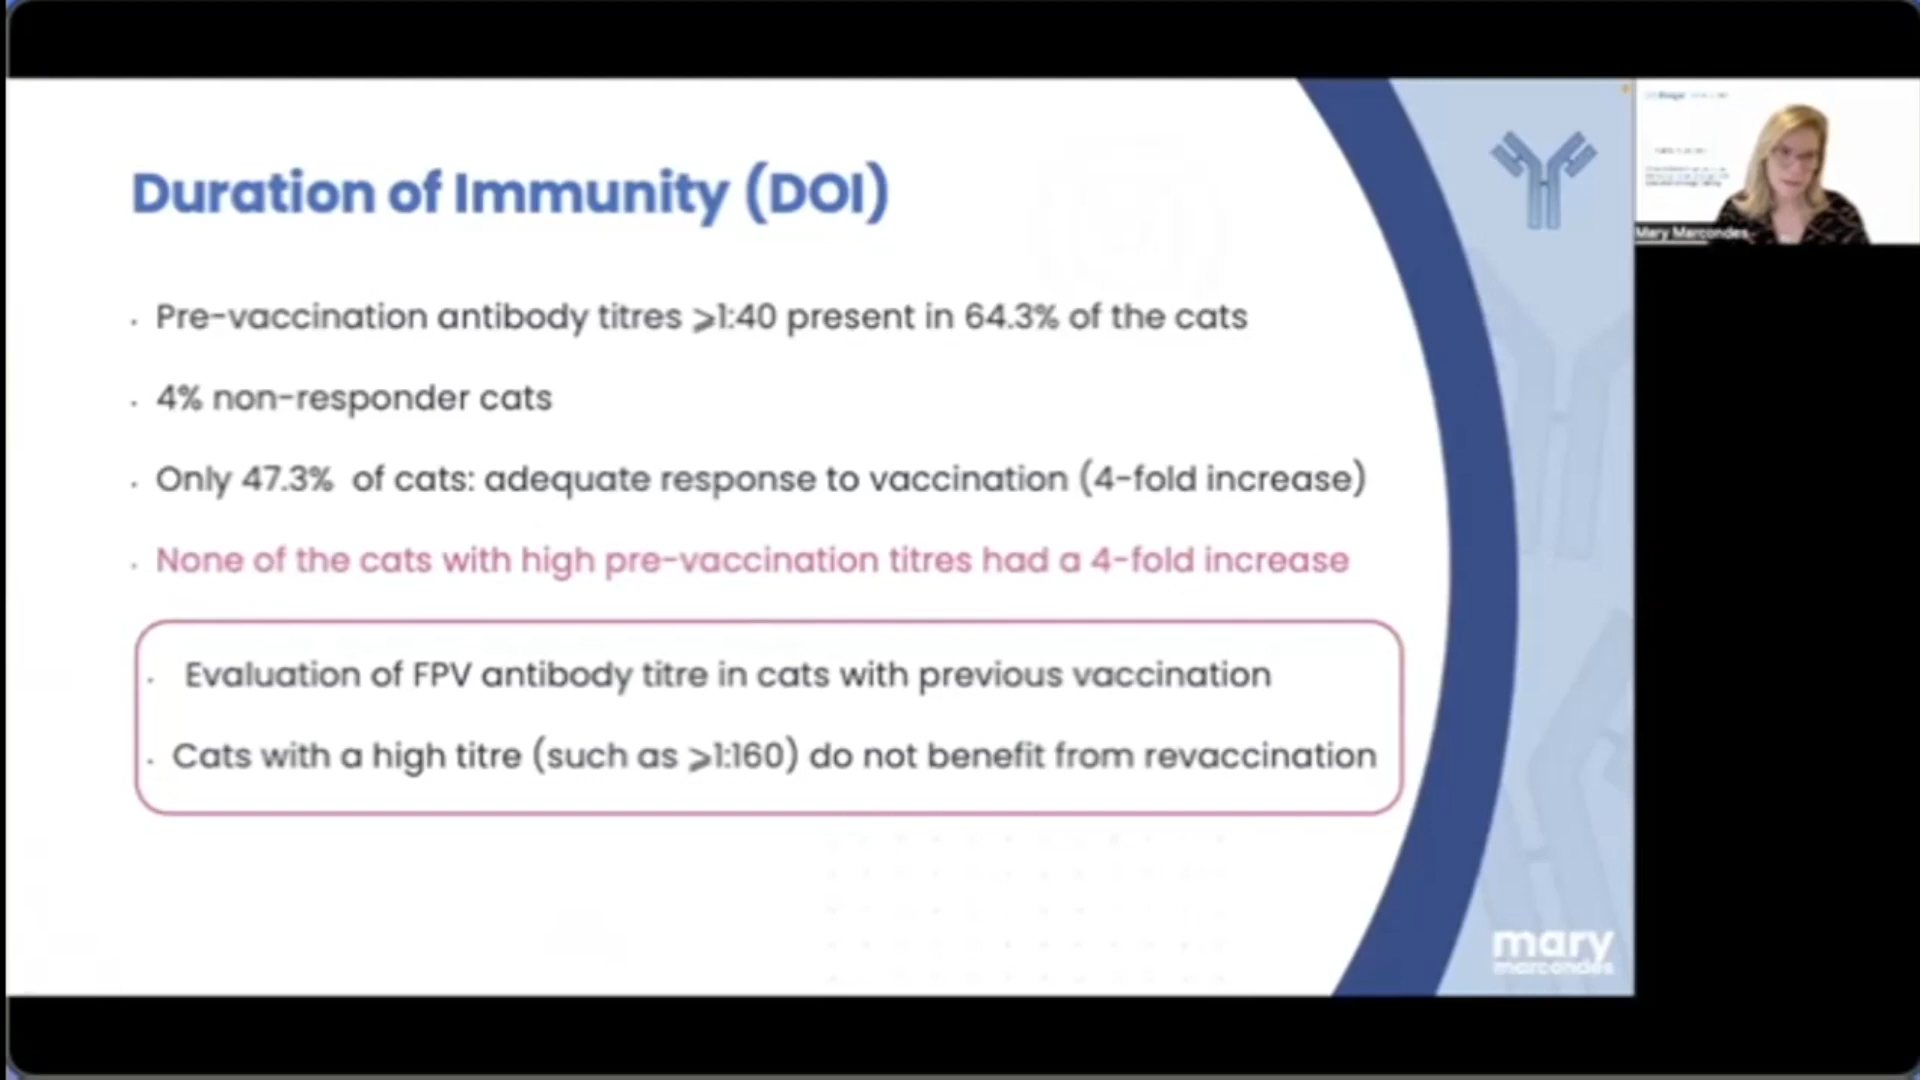 Duration of Immunity (DOI)
· Pre-vaccination antibody titres ⩾1:40 present in 64.3% of the cats
· 4% non-responder cats
· Only 47.3% of cats: adequate response to vaccination (4-fold increase)
· None of the cats with high pre-vaccination titres had a 4-fold increase
· Evaluation of FPV antibody titre in cats with previous vaccination
· Cats with a high titre (such as ⩾1:160) do not benefit from revaccination
mary
marcondes
Mary Marcondes